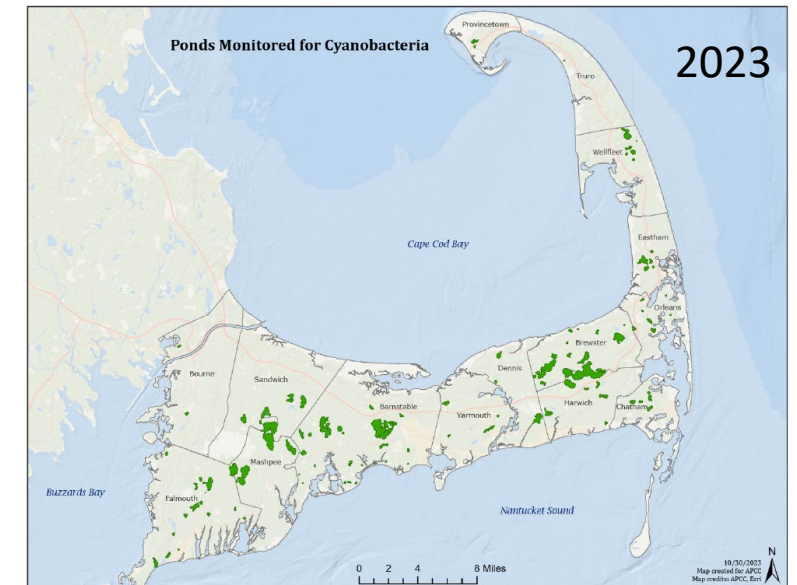 Provincetown
Ponds Monitored for Cyanobacteria
2023
Truro
Wellfleet
Cape Cod Bay
Eastham
Orleans
Brewster
Dennis
Bourne
Sandwich
Harwich
Chatham
Barnstable
Yarmouth
Mashpee
Buzzards Bay
Falmouth
Nantucket Sound
N
10/30/2023
Map created for APCC
Map credits: APCC, Esri
0 2 4 8 Miles